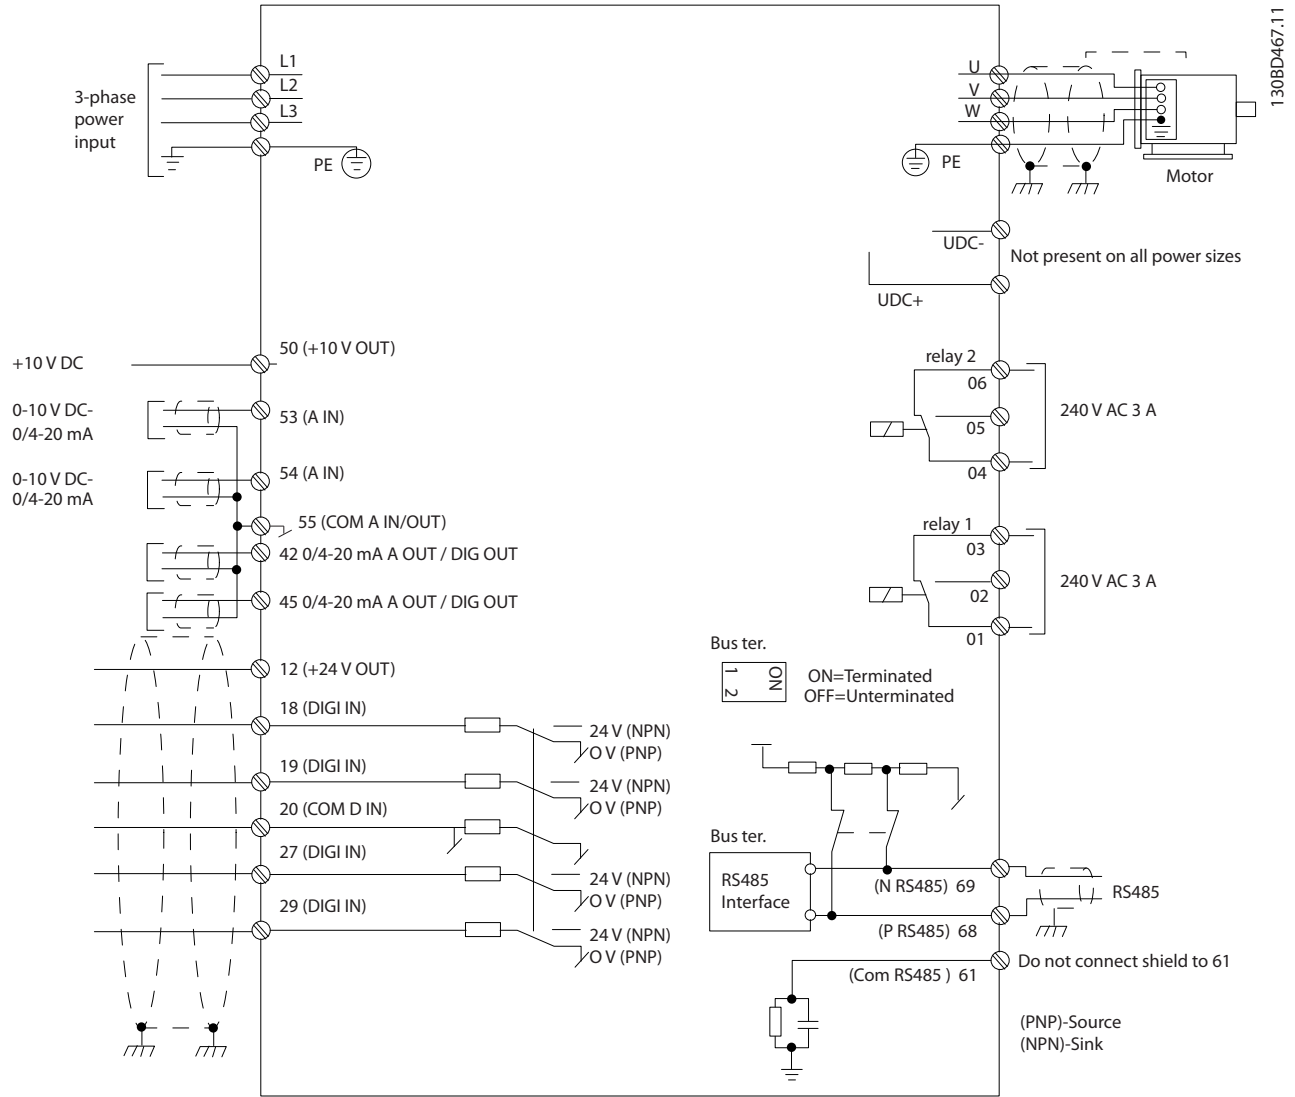 130BD467.11
L1
L2
L3
3-phase
power
input
PE
U
V
W
PE
Motor
UDC-
Not present on all power sizes
UDC+
+10 V DC
50 (+10 V OUT)
0-10 V DC-
0/4-20 mA
53 (A IN)
0-10 V DC-
0/4-20 mA
54 (A IN)
55 (COM A IN/OUT)
42 0/4-20 mA A OUT / DIG OUT
45 0/4-20 mA A OUT / DIG OUT
12 (+24 V OUT)
18 (DIGI IN)
24 V (NPN)
O V (PNP)
19 (DIGI IN)
24 V (NPN)
O V (PNP)
20 (COM D IN)
27 (DIGI IN)
24 V (NPN)
O V (PNP)
29 (DIGI IN)
24 V (NPN)
O V (PNP)
relay 2
06
05
04
240 V AC 3 A
relay 1
03
02
01
240 V AC 3 A
Bus ter.
1
2
ON
ON=Terminated
OFF=Unterminated
Bus ter.
RS485
Interface
(N RS485) 69
(P RS485) 68
RS485
(Com RS485 ) 61
Do not connect shield to 61
(PNP)-Source
(NPN)-Sink